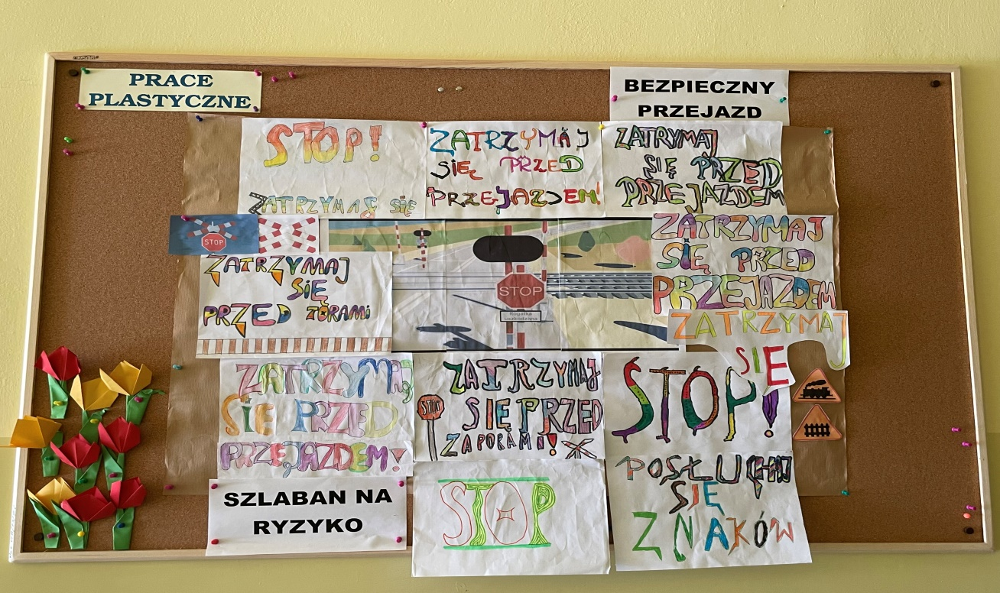 PRACE
PLASTYCZNE
BEZPIECZNY
PRZEJAZD
STOP!
ZATRZYMAJ SIĘ
ZATRZYMAJ
SIĘ PRZED
PRZEJAZDEM!
ZATRYMAJ
SIĘ PRZED
PRZEJAZDEM
STOP
ZATRZYMAJ
SIĘ
PRZED TORAMI
STOP
Rogatka
uszkodzona
ZATRZYMAJ
SIĘ PRZED
PRZEJAZDEM
ZATRZYMAJ
SIĘ
ZATRZYMAJ
SIĘ PRZED
PRZEJAZDEM!
STOP
ZATRZYMAJ
SIĘ PRZED
ZAPORAMI!
STOP!
SZLABAN NA
RYZYKO
STOP
POSŁUCHAJ
SIĘ
ZNAKÓW